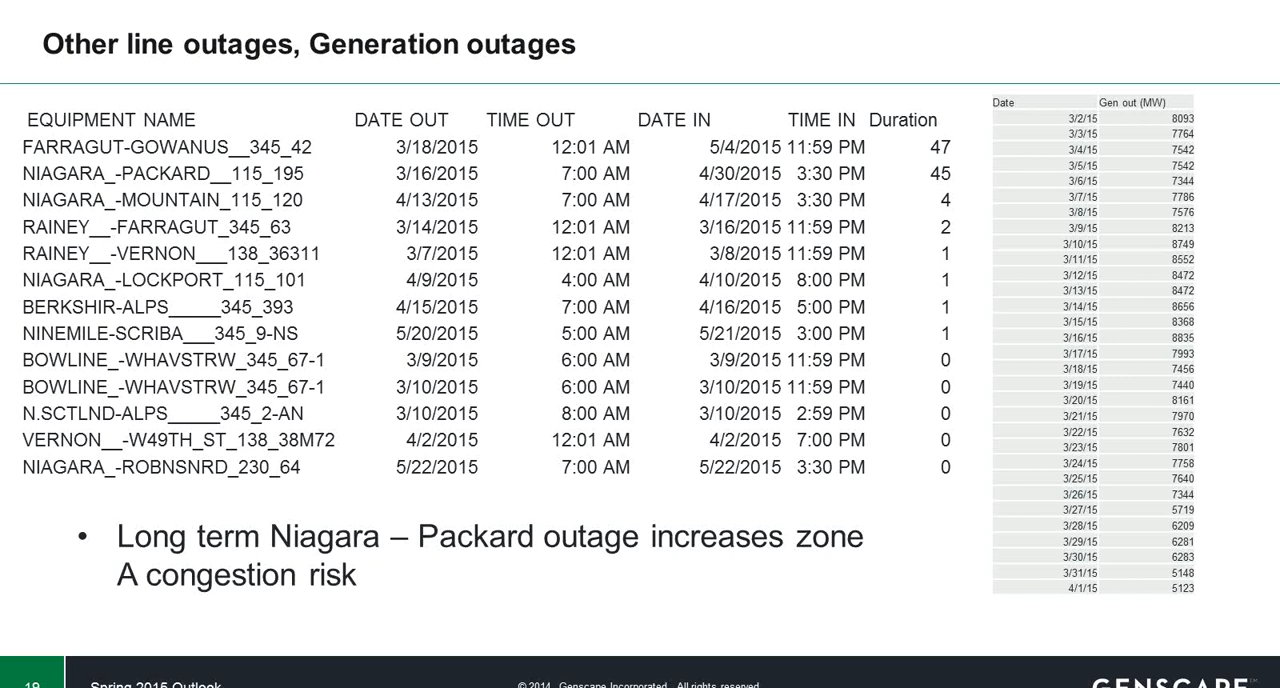 Other line outages, Generation outages
EQUIPMENT NAME DATE OUT TIME OUT DATE IN TIME IN Duration
FARRAGUT-GOWANUS__345_42 3/18/2015 12:01 AM 5/4/2015 11:59 PM 47
NIAGARA_-PACKARD__115_195 3/16/2015 7:00 AM 4/30/2015 3:30 PM 45
NIAGARA_-MOUNTAIN_115_120 4/13/2015 7:00 AM 4/17/2015 3:30 PM 4
RAINEY__-FARRAGUT_345_63 3/14/2015 12:01 AM 3/16/2015 11:59 PM 2
RAINEY__-VERNON___138_36311 3/7/2015 12:01 AM 3/8/2015 11:59 PM 1
NIAGARA_-LOCKPORT_115_101 4/9/2015 4:00 AM 4/10/2015 8:00 PM 1
BERKSHIR-ALPS_____345_393 4/15/2015 7:00 AM 4/16/2015 5:00 PM 1
NINEMILE-SCRIBA___345_9-NS 5/20/2015 5:00 AM 5/21/2015 3:00 PM 1
BOWLINE_-WHAVSTRW_345_67-1 3/9/2015 6:00 AM 3/9/2015 11:59 PM 0
BOWLINE_-WHAVSTRW_345_67-1 3/10/2015 6:00 AM 3/10/2015 11:59 PM 0
N.SCTLND-ALPS_____345_2-AN 3/10/2015 8:00 AM 3/10/2015 2:59 PM 0
VERNON__-W49TH_ST_138_38M72 4/2/2015 12:01 AM 4/2/2015 7:00 PM 0
NIAGARA_-ROBNSNRD_230_64 5/22/2015 7:00 AM 5/22/2015 3:30 PM 0
• Long term Niagara – Packard outage increases zone
A congestion risk
Date Gen out (MW)
3/2/15 8093
3/3/15 7764
3/4/15 7542
3/5/15 7542
3/6/15 7344
3/7/15 7786
3/8/15 7576
3/9/15 8213
3/10/15 8749
3/11/15 8552
3/12/15 8472
3/13/15 8472
3/14/15 8656
3/15/15 8368
3/16/15 8835
3/17/15 7993
3/18/15 7456
3/19/15 7440
3/20/15 8161
3/21/15 7970
3/22/15 7632
3/23/15 7801
3/24/15 7758
3/25/15 7640
3/26/15 7344
3/27/15 5719
3/28/15 6209
3/29/15 6281
3/30/15 6283
3/31/15 5148
4/1/15 5123
19 Spring 2015 Outlook © 2014 Genscape Incorporated. All rights reserved. GENSCAPE™